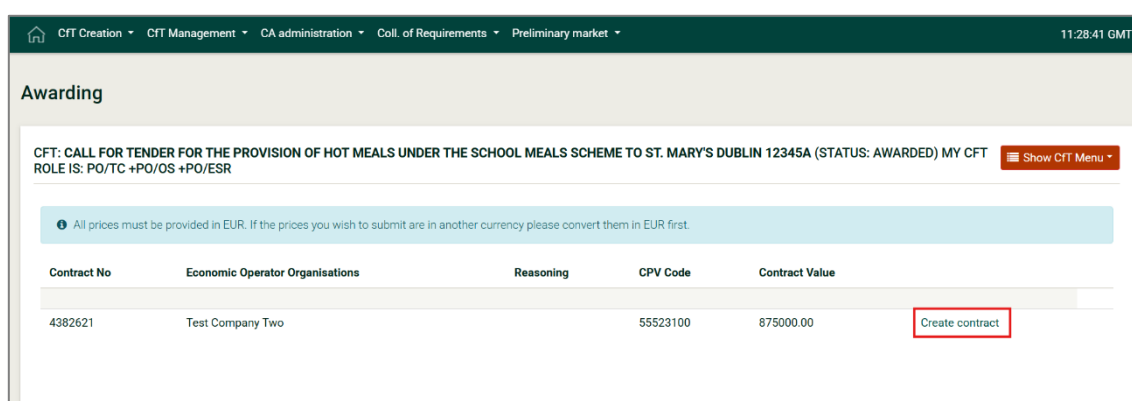 CfT Creation CfT Management CA administration Coll. of Requirements Preliminary market 11:28:41 GMT
Awarding
CFT: CALL FOR TENDER FOR THE PROVISION OF HOT MEALS UNDER THE SCHOOL MEALS SCHEME TO ST. MARY'S DUBLIN 12345A (STATUS: AWARDED) MY CFT
ROLE IS: PO/TC +PO/OS +PO/ESR
Show CfT Menu
All prices must be provided in EUR. If the prices you wish to submit are in another currency please convert them in EUR first.
Contract No Economic Operator Organisations Reasoning CPV Code Contract Value
4382621 Test Company Two 55523100 875000.00 Create contract